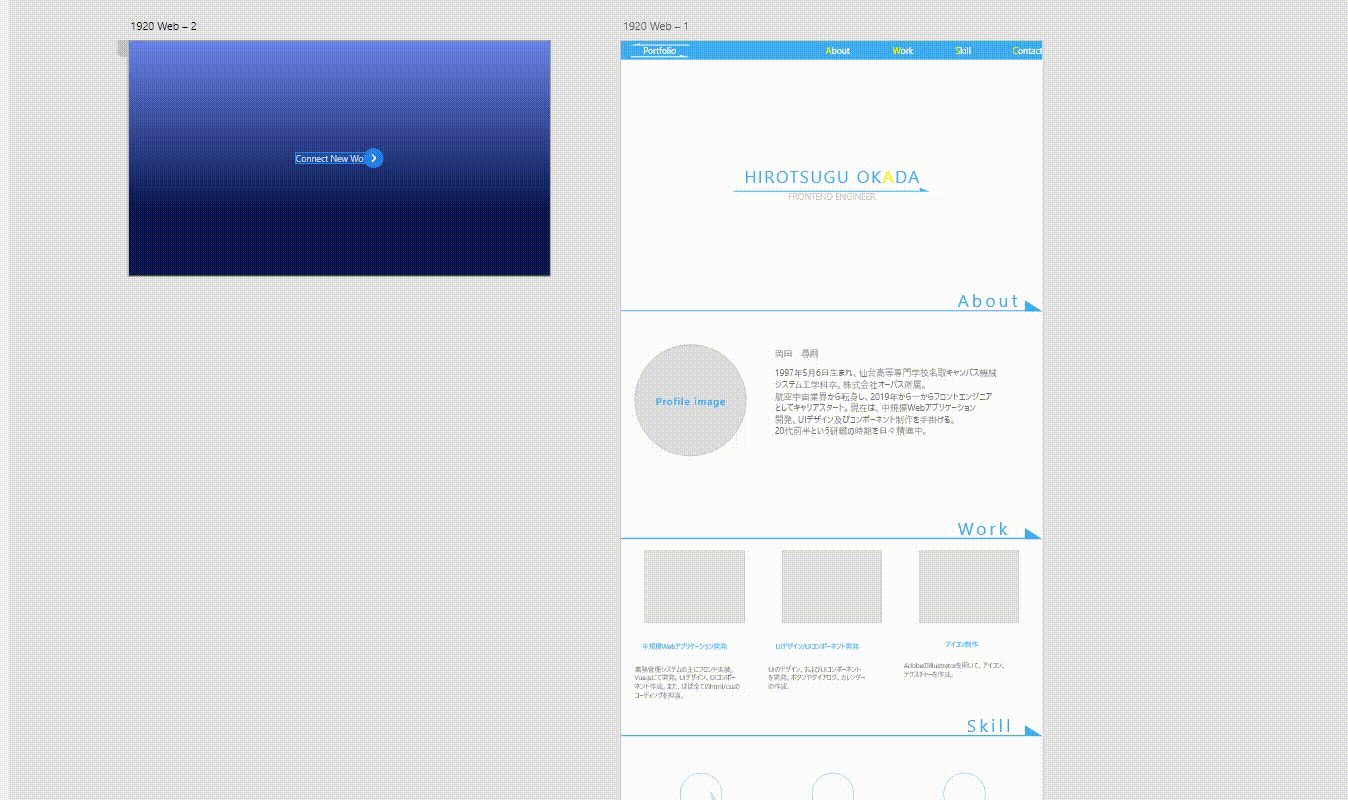 1920 Web – 2
Connect New Wo
1920 Web – 1
Portfolio
About
Work
Skill
Contact
HIROTSUGU OKADA
FRONTEND ENGINEER
About
Profile image
岡田　尋嗣
1997年5月6日生まれ、仙台高等専門学校名取キャンパス機械
システム工学科卒。株式会社オーパス所属。
航空宇宙業界から転身し、2019年から一からフロントエンジニア
としてキャリアスタート。現在は、中規模Webアプリケーション
開発、UIデザイン及びコンポーネント制作を手掛ける。
20代前半という研鑽の時期を日々精進中。
Work
中規模Webアプリケーション開発
業務管理システムの主にフロント実装。
Vue.jsにて開発。UIデザイン、UIコンポー
ネント作成。また、ほぼ全てのhtml/cssの
コーディングを担当。
UIデザイン/UIコンポーネント開発
UIのデザイン、およびUIコンポーネント
を開発。ボタンやダイアログ、カレンダー
の作成。
アイコン制作
AdobeのIllustratorを用いて、アイコン、
テクスチャーを作成。
Skill